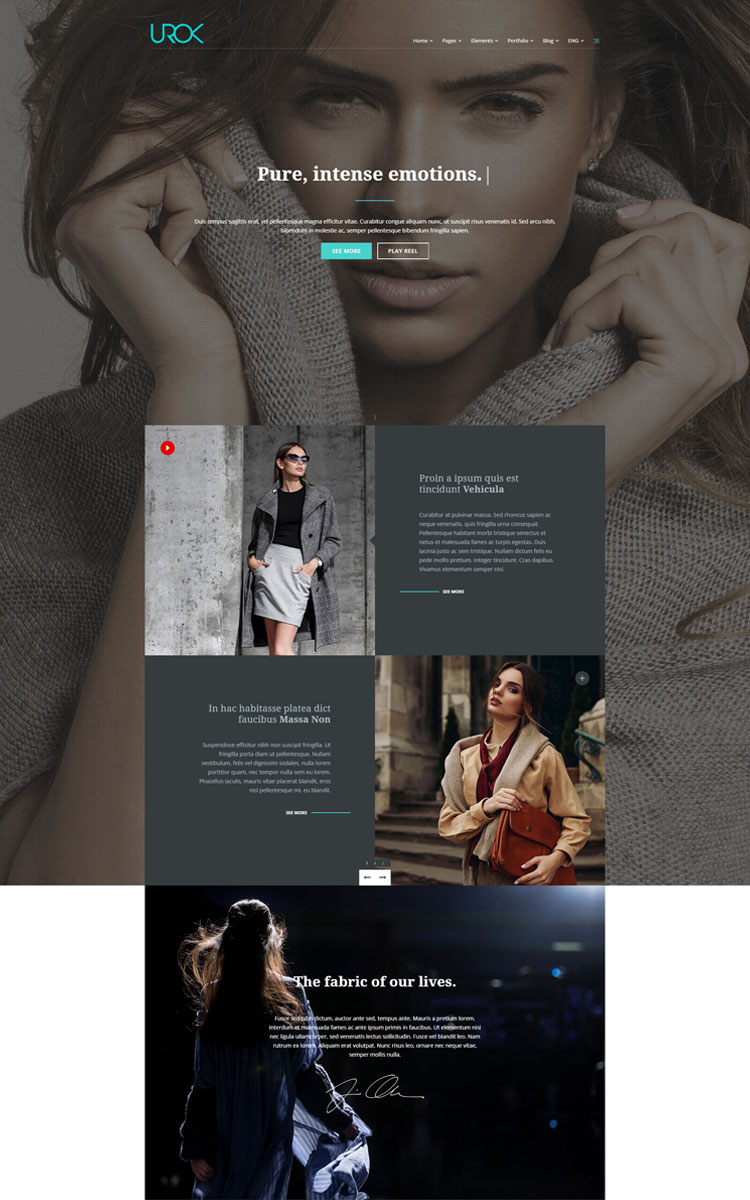 UROK
Home Pages Elements Portfolio Blog ENG
Pure, intense emotions.
Duis tempus sagittis erat, vel pellentesque magna efficitur vitae. Curabitur congue aliquam nunc, ut suscipit risus venenatis id. Sed arcu nibh,
bibendum in molestie ac, semper pellentesque bibendum fringilla sapien.
SEE MORE PLAY REEL
Proin a ipsum quis est
tincidunt Vehicula
Curabitur at pulvinar massa. Sed rhoncus sapien ac
neque venenatis, quis fringilla urna consequat.
Pellentesque habitant morbi tristique senectus et
netus et malesuada fames ac turpis egestas. Duis
lacinia justo ac sem tristique. Nullam dictum felis eu
pede mollis pretium. Integer tincidunt. Cras dapibus.
Vivamus elementum semper nisi.
SEE MORE
In hac habitasse platea dict
faucibus Massa Non
Suspendisse efficitur nibh non suscipit fringilla. Ut
fringilla porta diam ut pellentesque. Nullam
vestibulum, felis vel dignissim sodales, nulla lorem
porttitor quam, nec tempor nulla sem eu lorem.
Phasellus iaculis, mauris vitae placerat blandit, eros
nisl pellentesque mi, eu blandit.
SEE MORE
1 / 2
The fabric of our lives.
Fusce sed nibh dictum, auctor ante sed, tempus ante. Mauris a pretium lorem.
Interdum et malesuada fames ac ante ipsum primis in faucibus. Ut elementum nisi
nec ligula ullamcorper, sed venenatis lectus sollicitudin. Fusce vel blandit leo. Nam
rutrum ex lorem. Aliquam erat volutpat. Nunc risus leo, ornare nec neque vitae,
semper mollis nulla.